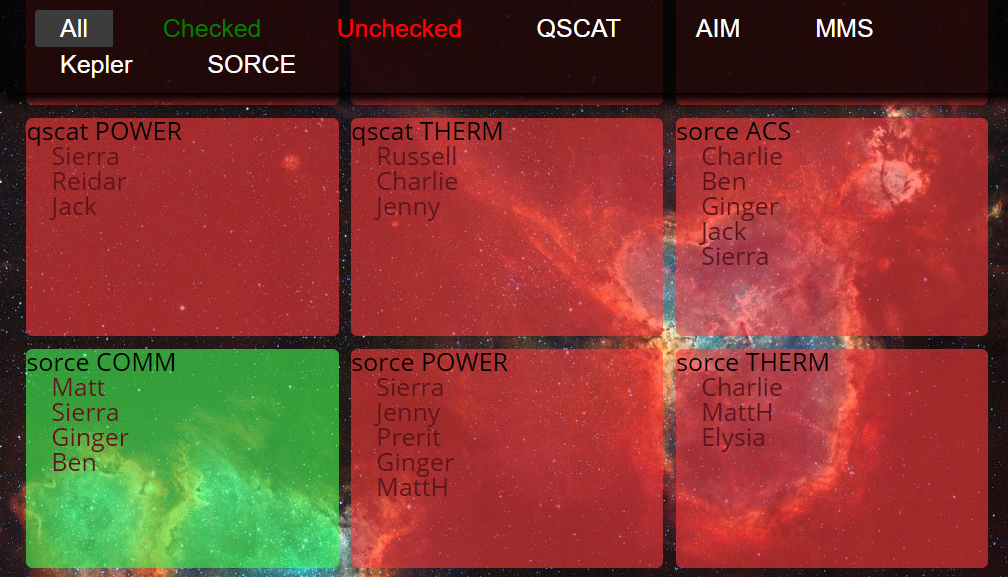 All Checked Unchecked QSCAT AIM MMS
Kepler SORCE
qscat POWER
Sierra
Reidar
Jack
qscat THERM
Russell
Charlie
Jenny
sorce ACS
Charlie
Ben
Ginger
Jack
Sierra
sorce COMM
Matt
Sierra
Ginger
Ben
sorce POWER
Sierra
Jenny
Prerit
Ginger
MattH
sorce THERM
Charlie
MattH
Elysia